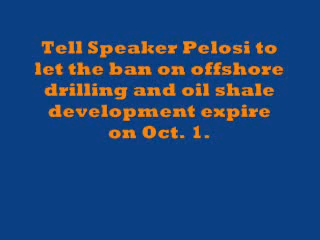 Tell Speaker Pelosi to
let the ban on offshore
drilling and oil shale
development expire
on Oct. 1.